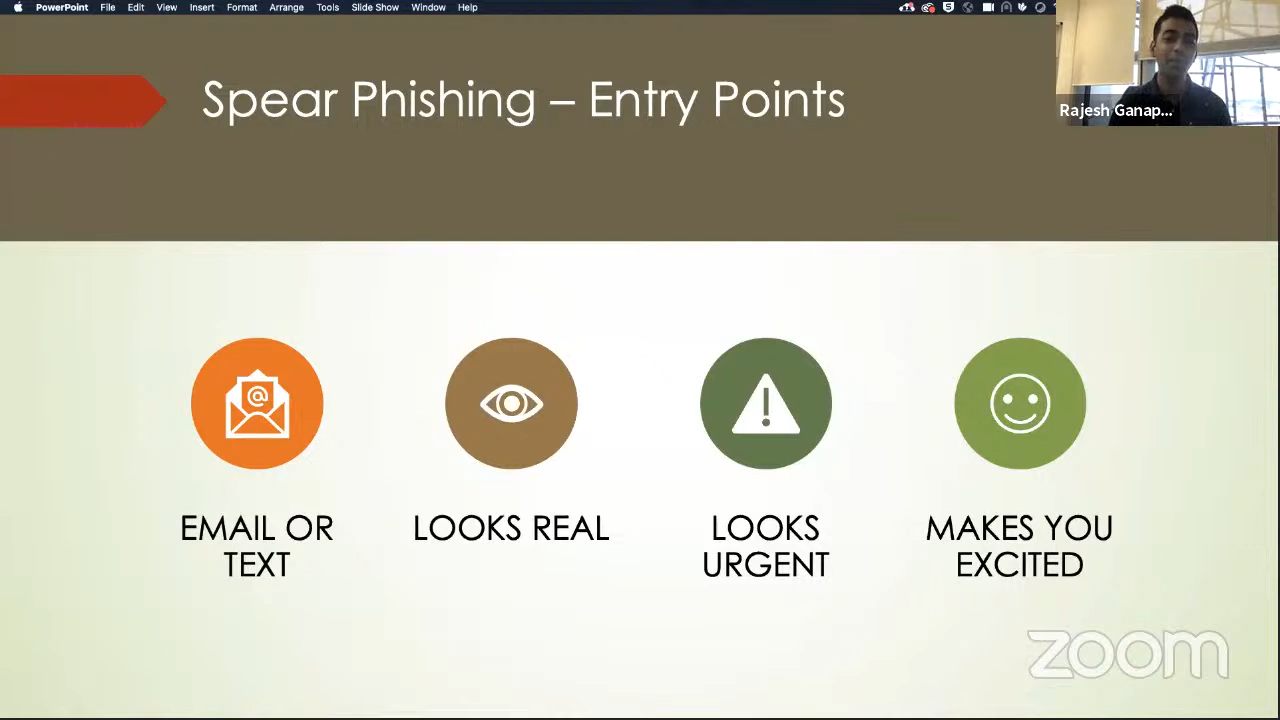 PowerPoint File Edit View Insert Format Arrange Tools Slide Show Window Help
Spear Phishing – Entry Points
Rajesh Ganap...
EMAIL OR
TEXT
LOOKS REAL
LOOKS
URGENT
MAKES YOU
EXCITED
zoom